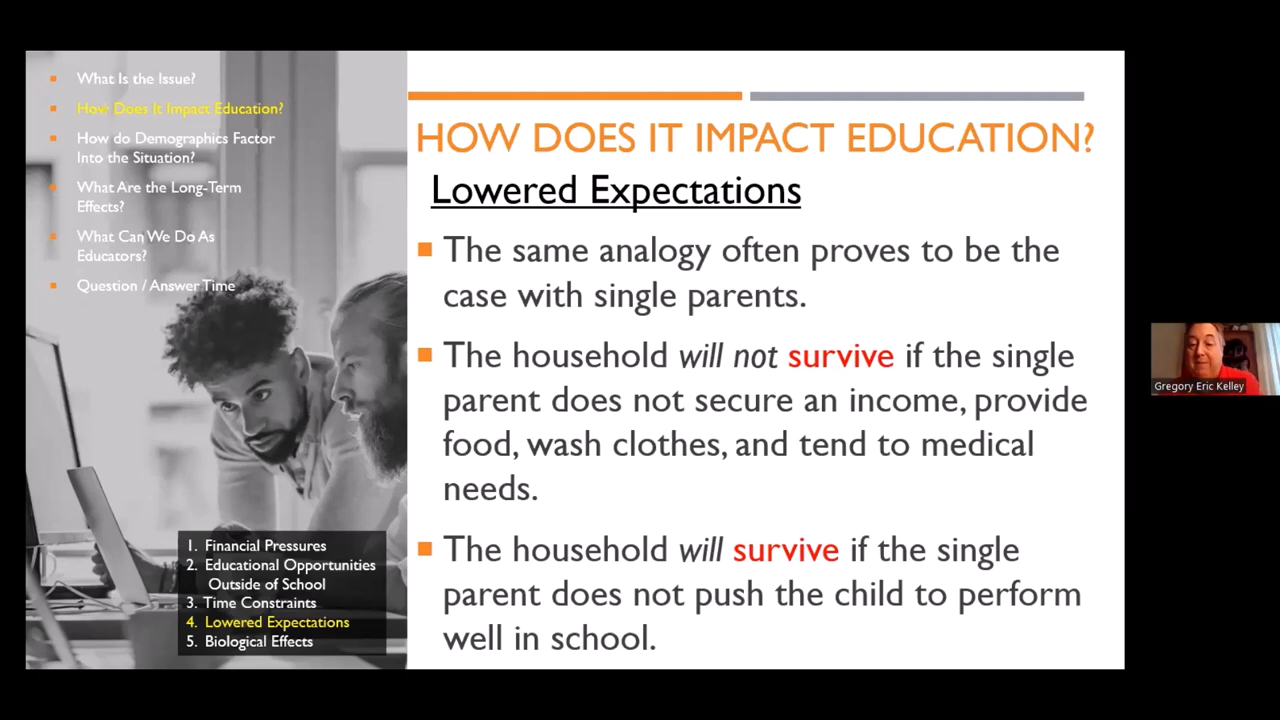 What Is the Issue?
How Does It Impact Education?
How do Demographics Factor
Into the Situation?
What Are the Long-Term
Effects?
What Can We Do As
Educators?
Question / Answer Time
1. Financial Pressures
2. Educational Opportunities
Outside of School
3. Time Constraints
4. Lowered Expectations
5. Biological Effects
HOW DOES IT IMPACT EDUCATION?
Lowered Expectations
The same analogy often proves to be the
case with single parents.
The household will not survive if the single
parent does not secure an income, provide
food, wash clothes, and tend to medical
needs.
The household will survive if the single
parent does not push the child to perform
well in school.
Gregory Eric Kelley